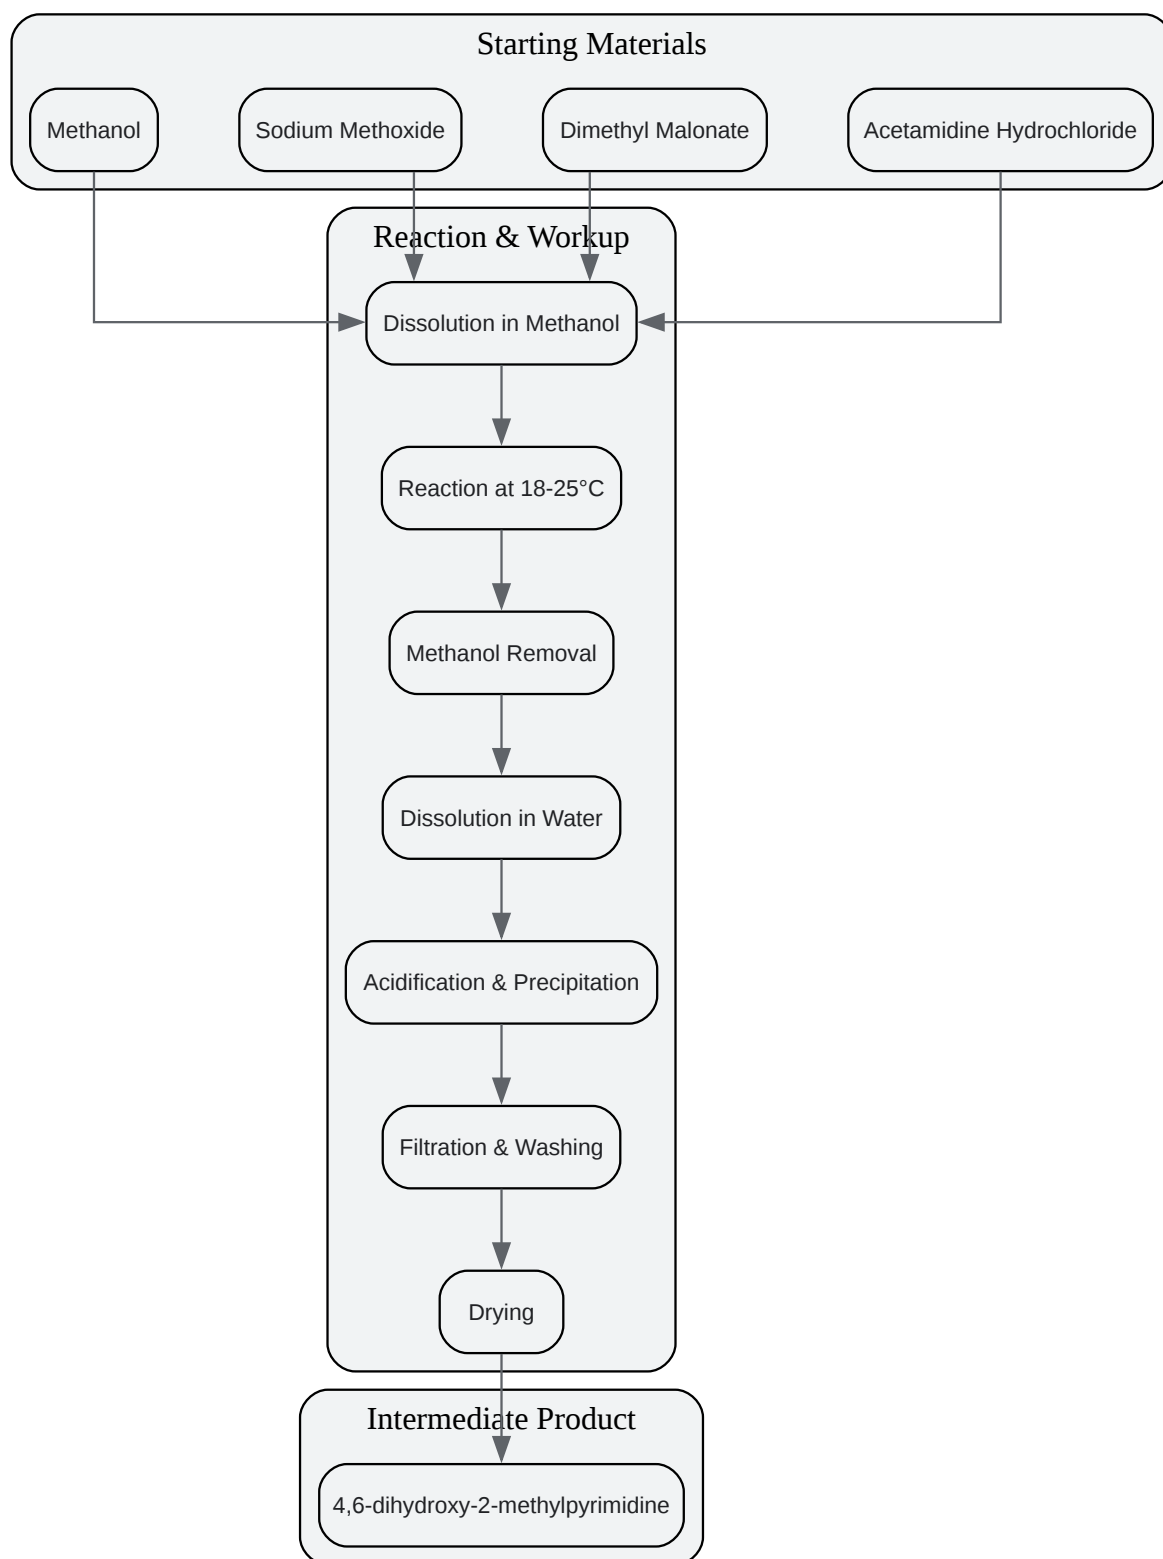 Starting Materials
Methanol
Sodium Methoxide
Dimethyl Malonate
Acetamidine Hydrochloride
Reaction & Workup
Dissolution in Methanol
Reaction at 18-25°C
Methanol Removal
Dissolution in Water
Acidification & Precipitation
Filtration & Washing
Drying
Intermediate Product
4,6-dihydroxy-2-methylpyrimidine